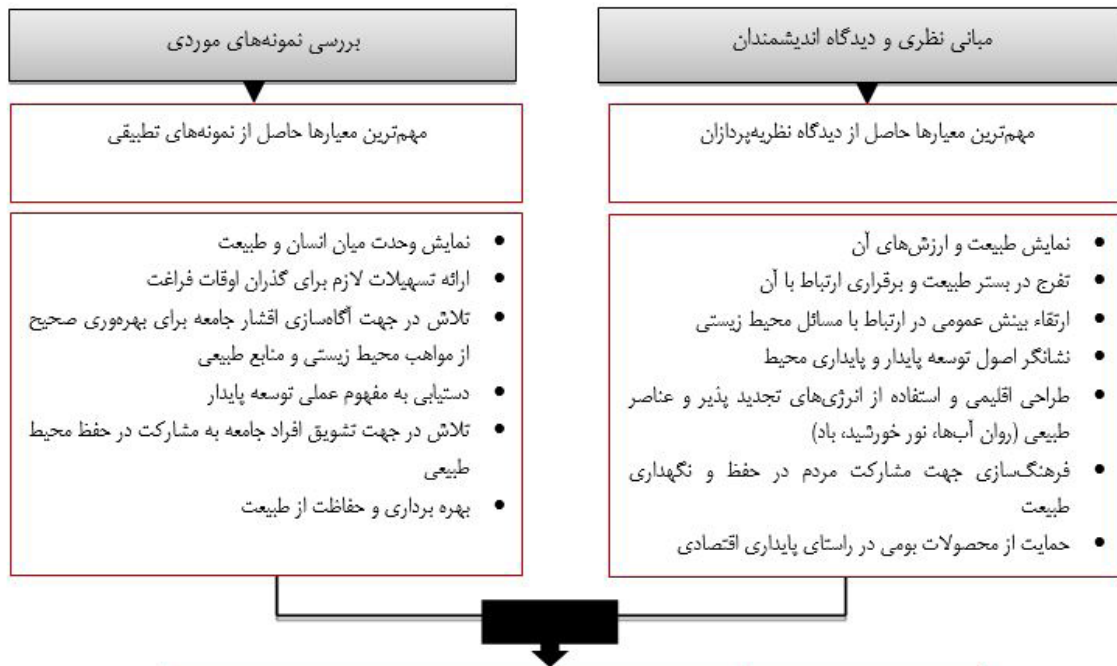 مبانی نظری و دیدگاه اندیشمندان
مهم‌ترین معیارها حاصل از دیدگاه نظریه‌پردازان
• نمایش طبیعت و ارزش‌های آن
• تفرج در بستر طبیعت و برقراری ارتباط با آن
• ارتقاء بینش عمومی در ارتباط با مسائل محیط زیستی
• نشانگر اصول توسعه پایدار و پایداری محیط
• طراحی اقلیمی و استفاده از انرژی‌های تجدید پذیر و عناصر
طبیعی (روان آب‌ها، نور خورشید، باد)
• فرهنگ‌سازی جهت مشارکت مردم در حفظ و نگهداری
طبیعت
• حمایت از محصولات بومی در راستای پایداری اقتصادی
بررسی نمونه‌های موردی
مهم‌ترین معیارها حاصل از نمونه‌های تطبیقی
• نمایش وحدت میان انسان و طبیعت
• ارائه تسهیلات لازم برای گذران اوقات فراغت
• تلاش در جهت آگاه‌سازی اقشار جامعه برای بهره‌وری صحیح
از مواهب محیط زیستی و منابع طبیعی
• دستیابی به مفهوم عملی توسعه پایدار
• تلاش در جهت تشویق افراد جامعه به مشارکت در حفظ محیط
طبیعی
• بهره برداری و حفاظت از طبیعت